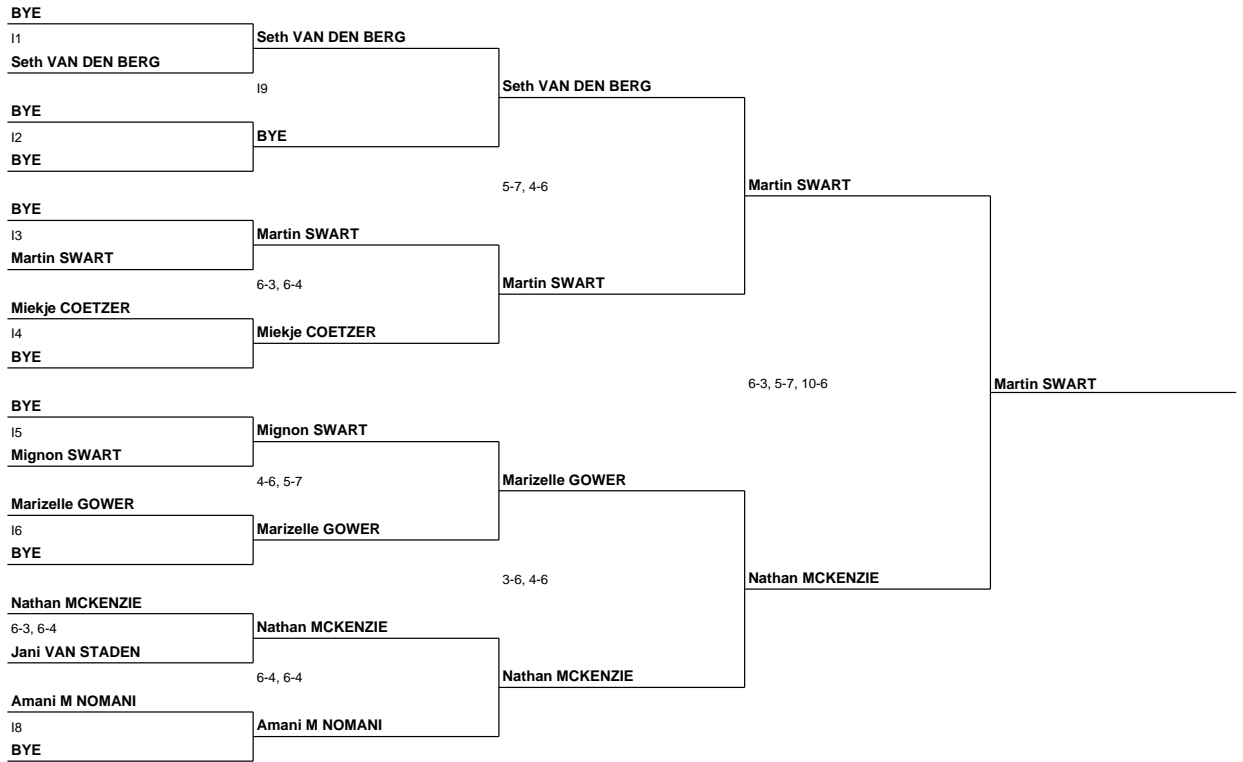 BYE
I1
Seth VAN DEN BERG
BYE
I2
BYE
BYE
I3
Martin SWART
Miekje COETZER
I4
BYE
BYE
I5
Mignon SWART
Marizelle GOWER
I6
BYE
Nathan MCKENZIE
6-3, 6-4
Jani VAN STADEN
Amani M NOMANI
I8
BYE
Seth VAN DEN BERG
I9
BYE
Martin SWART
6-3, 6-4
Miekje COETZER
Mignon SWART
4-6, 5-7
Marizelle GOWER
Nathan MCKENZIE
6-4, 6-4
Amani M NOMANI
Seth VAN DEN BERG
5-7, 4-6
Martin SWART
Marizelle GOWER
3-6, 4-6
Nathan MCKENZIE
Martin SWART
6-3, 5-7, 10-6
Nathan MCKENZIE
Martin SWART